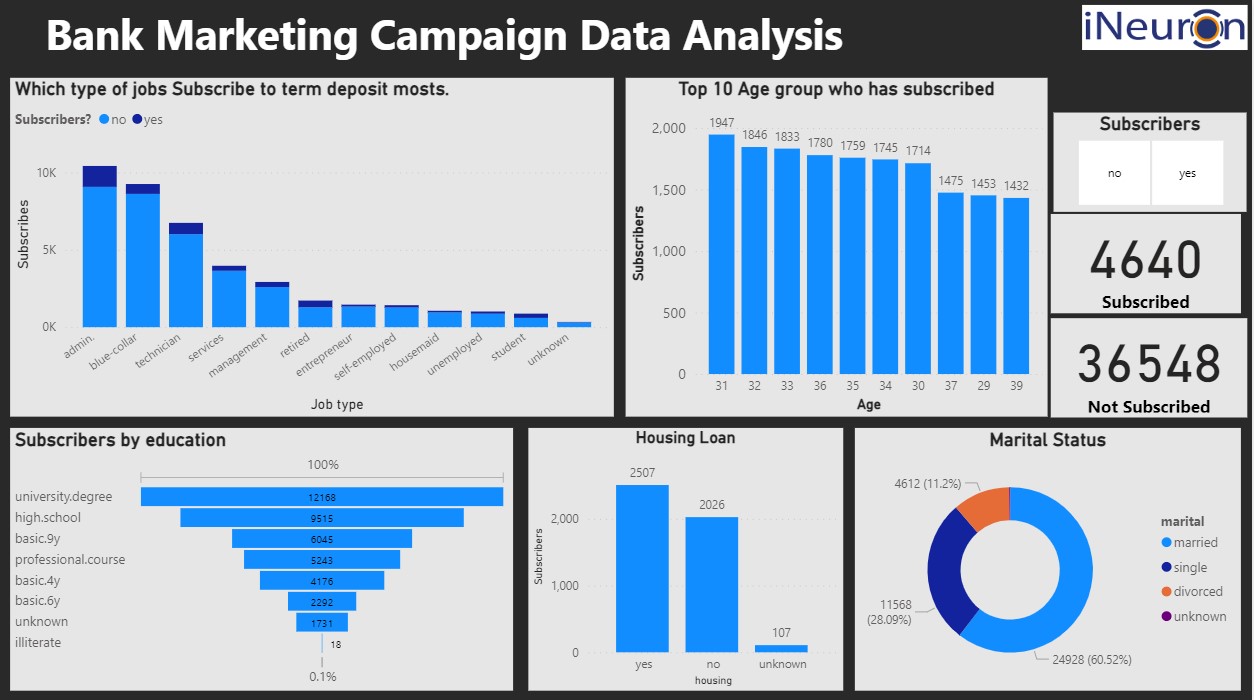 Bank Marketing Campaign Data Analysis
iNeuron
Which type of jobs Subscribe to term deposit mosts.
Subscribers? no yes
Subscribes
10K
5K
0K
admin.
blue-collar
technician
services
management
retired
entrepreneur
self-employed
housemaid
unemployed
student
unknown
Job type
Top 10 Age group who has subscribed
Subscribers
2,000
1,500
1,000
500
0
1947
1846
1833
1780
1759
1745
1714
1475
1453
1432
31
32
33
36
35
34
30
37
29
39
Age
Subscribers
no
yes
4640
Subscribed
36548
Not Subscribed
Subscribers by education
100%
university.degree 12168
high.school 9515
basic.9y 6045
professional.course 5243
basic.4y 4176
basic.6y 2292
unknown 1731
illiterate 18
0.1%
Housing Loan
Subscribers
2,000
1,000
0
2507
2026
107
yes
no
unknown
housing
Marital Status
4612 (11.2%)
11568
(28.09%)
24928 (60.52%)
marital
married
single
divorced
unknown